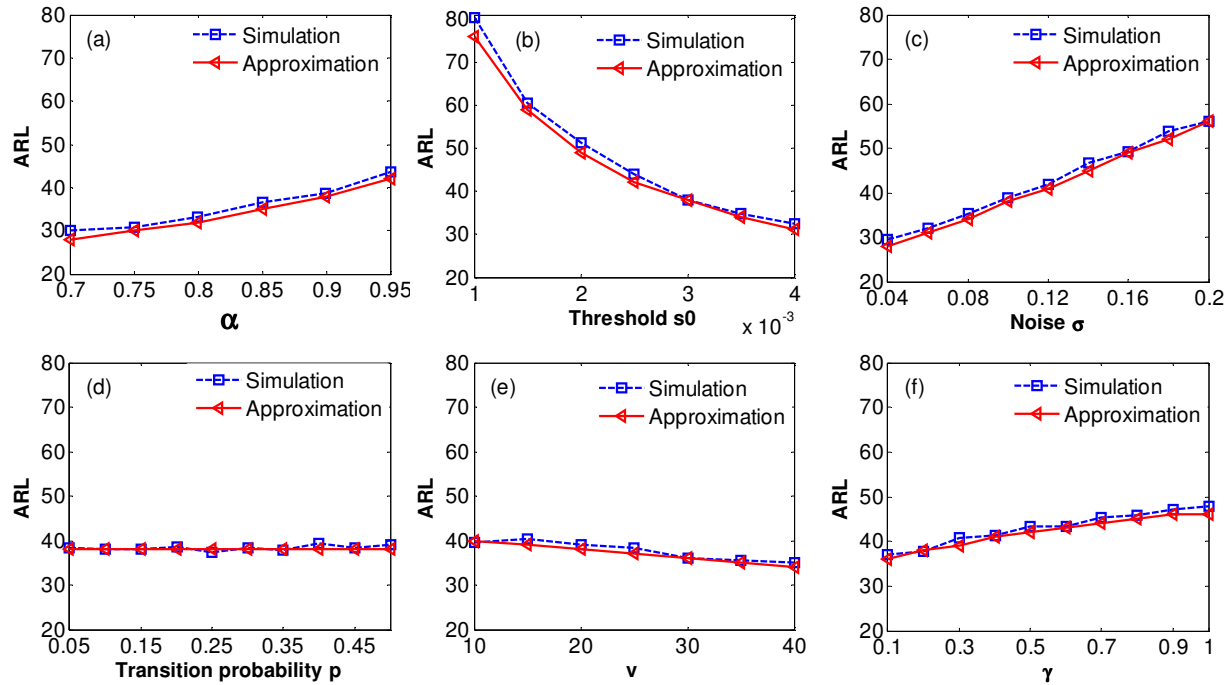 (a)
Simulation
Approximation
ARL
80
70
60
50
40
30
20
0.7 0.75 0.8 0.85 0.9 0.95
α
(b)
Simulation
Approximation
ARL
80
70
60
50
40
30
20
1 2 3 4
Threshold s0
x 10⁻³
(c)
Simulation
Approximation
ARL
80
70
60
50
40
30
20
0.04 0.08 0.12 0.16 0.2
Noise σ
(d)
Simulation
Approximation
ARL
80
70
60
50
40
30
20
0.05 0.15 0.25 0.35 0.45
Transition probability p
(e)
Simulation
Approximation
ARL
80
70
60
50
40
30
20
10 20 30 40
v
(f)
Simulation
Approximation
ARL
80
70
60
50
40
30
20
0.1 0.3 0.5 0.7 0.9 1
γ